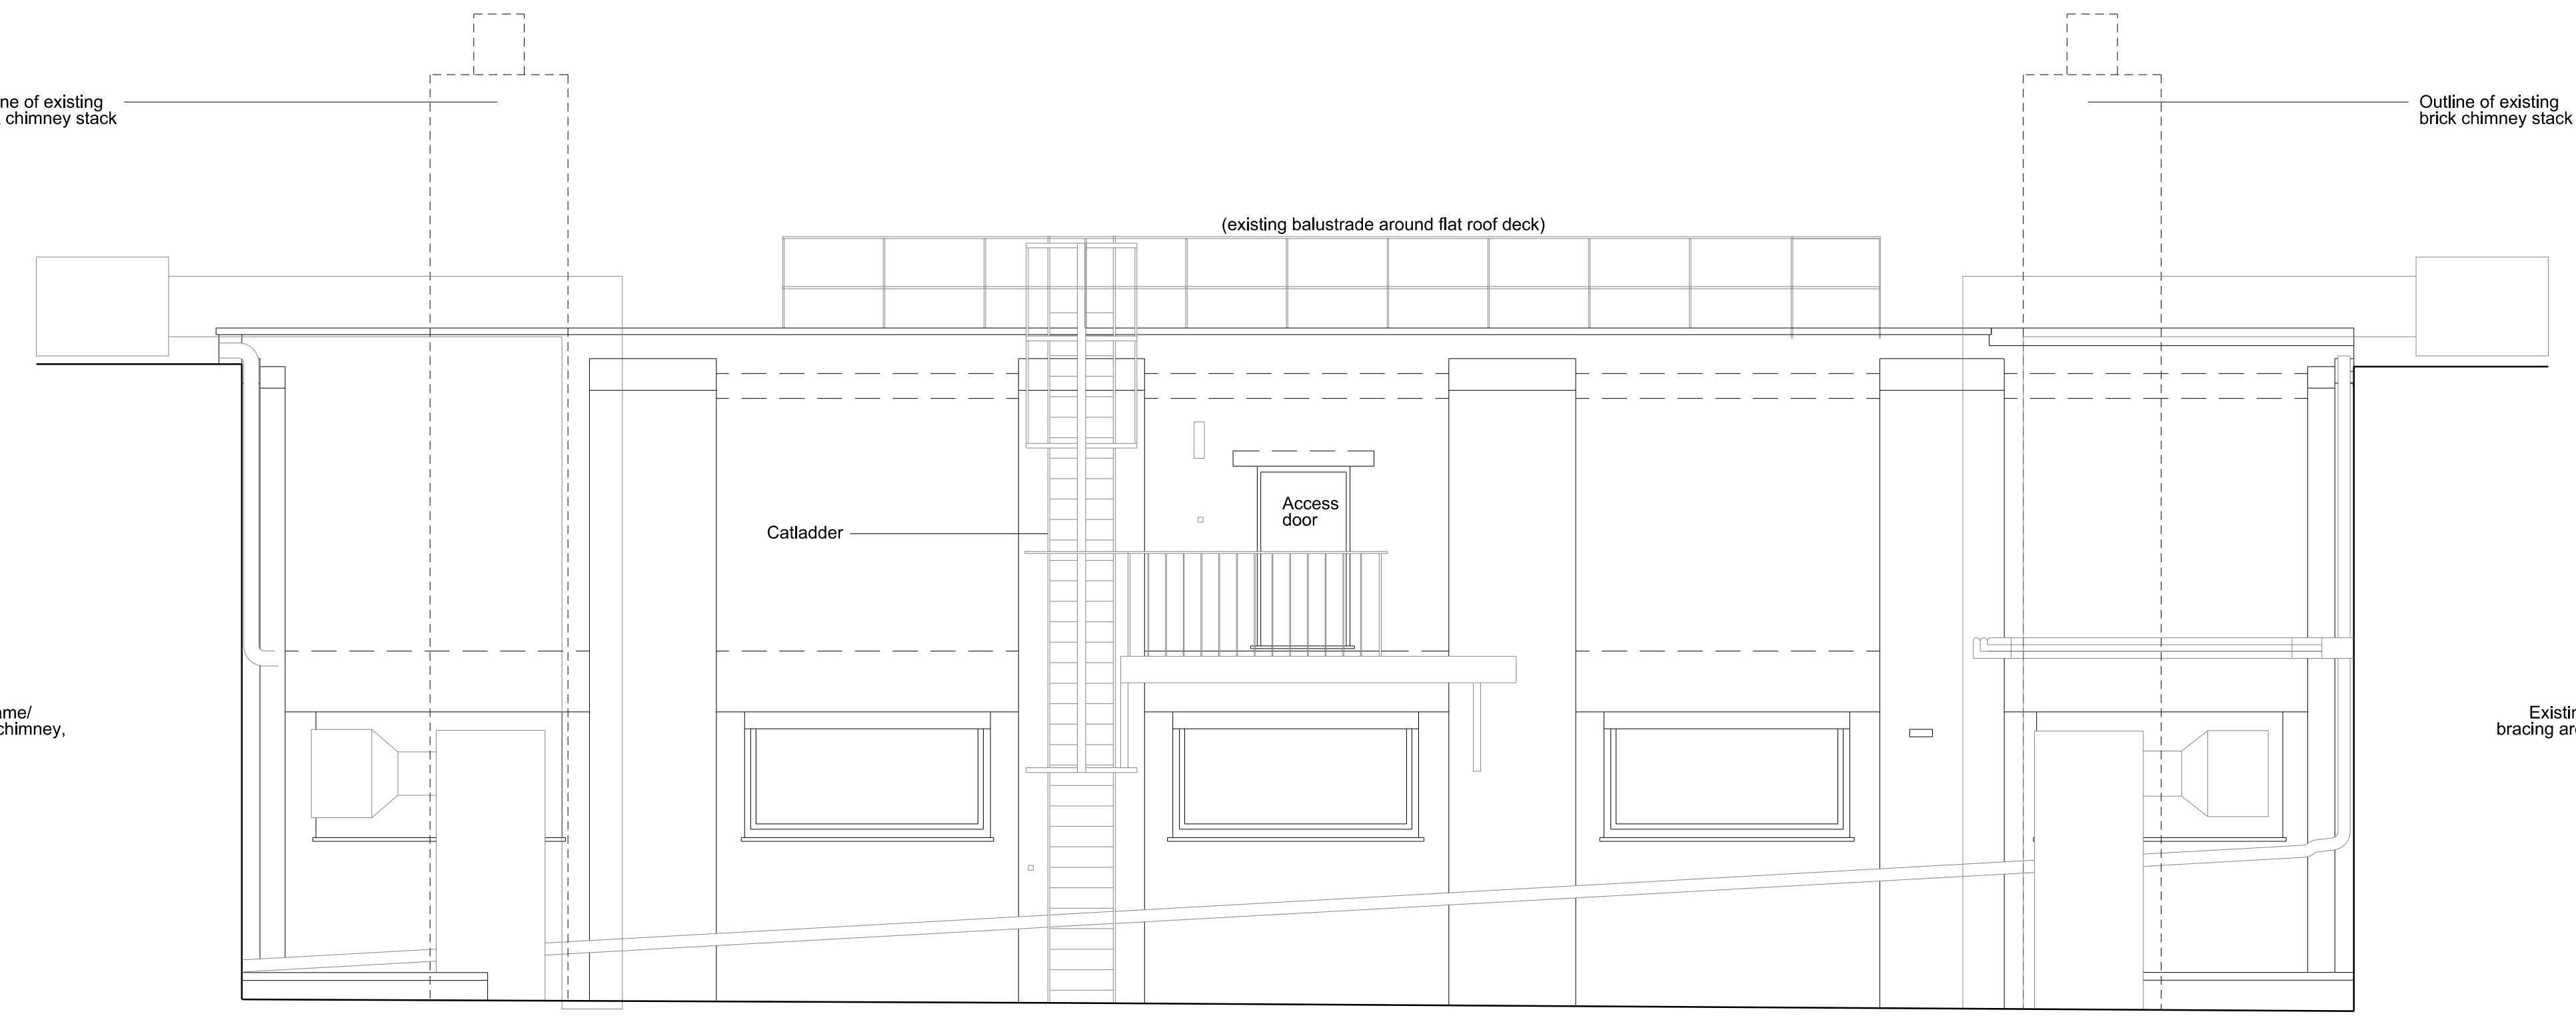 ne of existing
chimney stack
Outline of existing
brick chimney stack
(existing balustrade around flat roof deck)
Access
door
Catladder
me/
chimney,
Existin
bracing ar